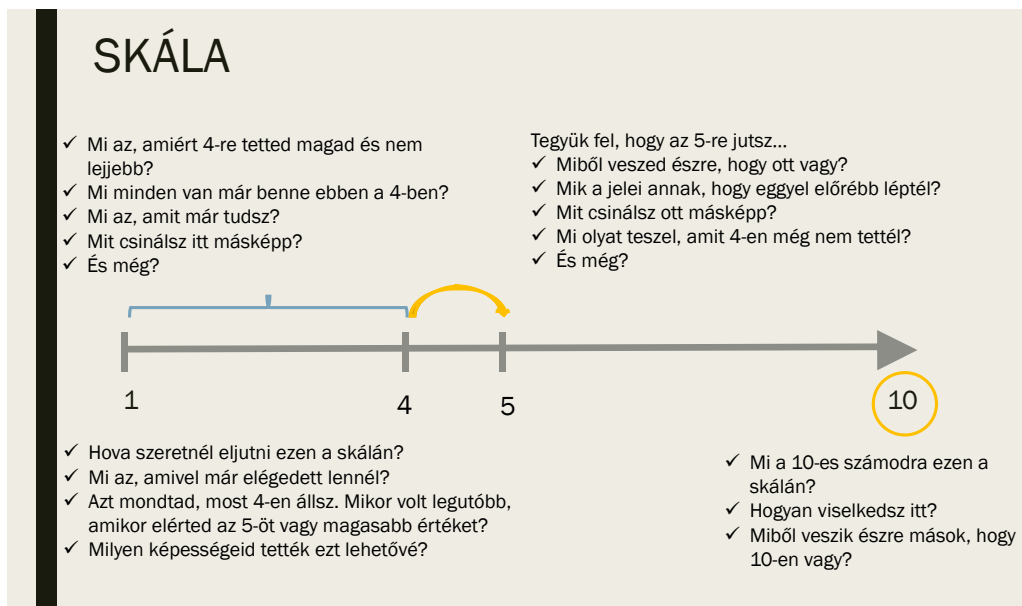 SKÁLA
✓ Mi az, amiért 4-re tetted magad és nem
lejjebb?
✓ Mi minden van már benne ebben a 4-ben?
✓ Mi az, amit már tudsz?
✓ Mit csinálsz itt másképp?
✓ És még?
Tegyük fel, hogy az 5-re jutsz...
✓ Miből veszed észre, hogy ott vagy?
✓ Mik a jelei annak, hogy eggyel előrébb léptél?
✓ Mit csinálsz ott másképp?
✓ Mi olyat teszel, amit 4-en még nem tettél?
✓ És még?
1
4
5
10
✓ Hova szeretnél eljutni ezen a skálán?
✓ Mi az, amivel már elégedett lennél?
✓ Azt mondtad, most 4-en állsz. Mikor volt legutóbb,
amikor elérted az 5-öt vagy magasabb értéket?
✓ Milyen képességeid tették ezt lehetővé?
✓ Mi a 10-es számodra ezen a
skálán?
✓ Hogyan viselkedsz itt?
✓ Miből veszik észre mások, hogy
10-en vagy?